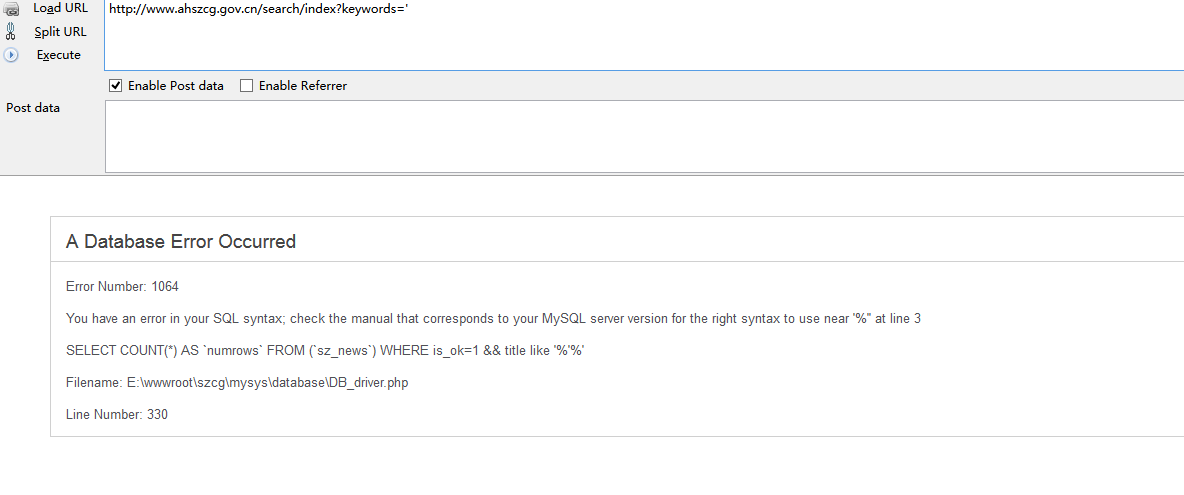 Load URL
http://www.ahszcg.gov.cn/search/index?keywords='
Split URL
Execute
Enable Post data
Enable Referrer
Post data
A Database Error Occurred
Error Number: 1064
You have an error in your SQL syntax; check the manual that corresponds to your MySQL server version for the right syntax to use near '%'' at line 3
SELECT COUNT(*) AS `numrows` FROM (`sz_news`) WHERE is_ok=1 && title like '%'%'
Filename: E:\wwwroot\szcg\mysys\database\DB_driver.php
Line Number: 330